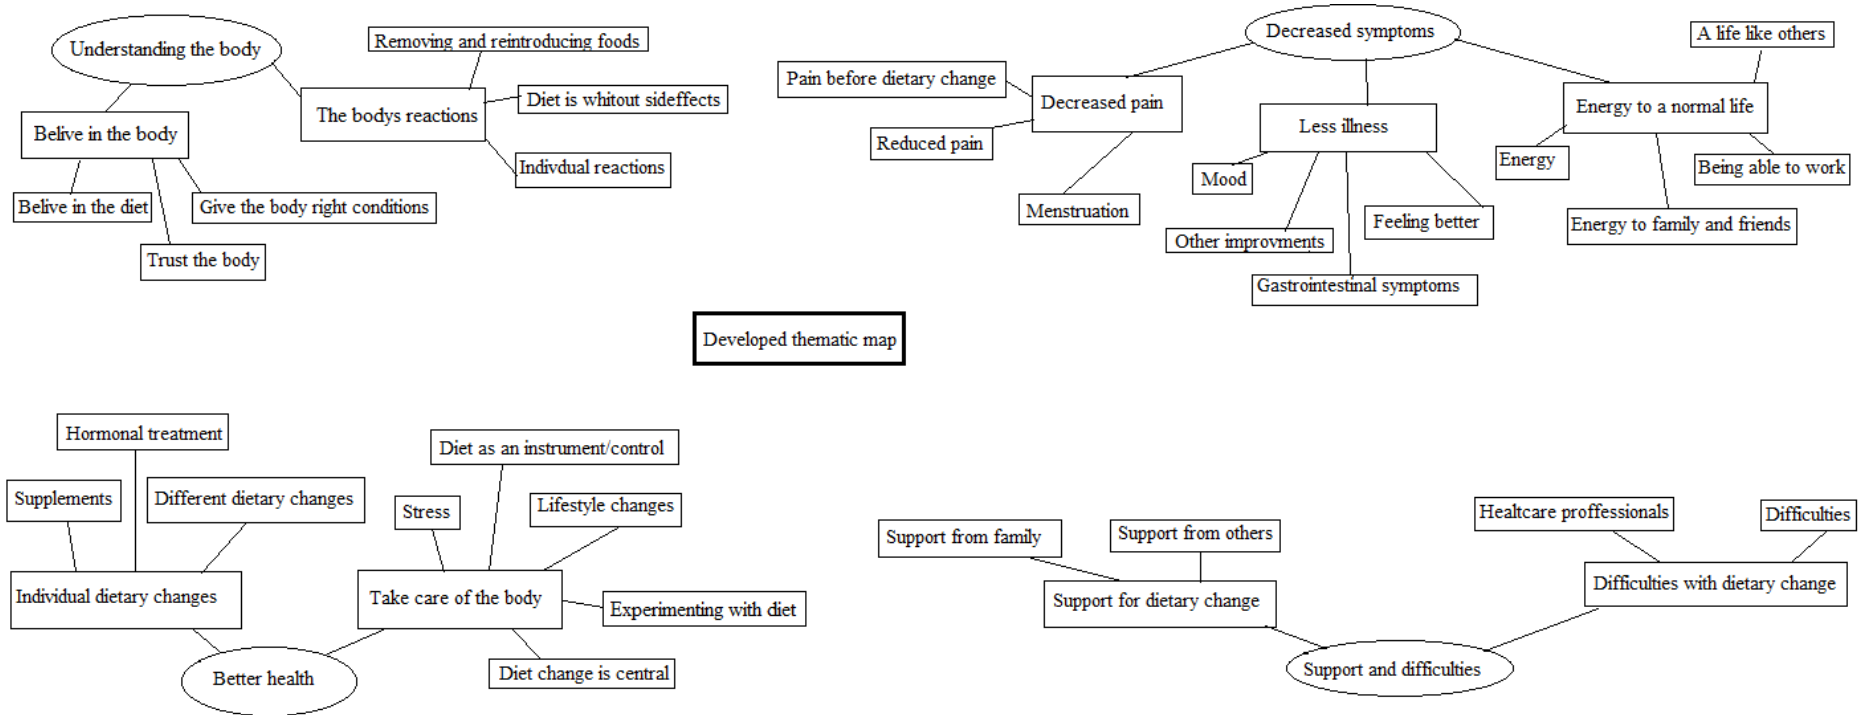 Understanding the body
Removing and reintroducing foods
The bodys reactions
Diet is whitout sideffects
Indivdual reactions
Belive in the body
Belive in the diet
Give the body right conditions
Trust the body
Decreased symptoms
Pain before dietary change
Decreased pain
Reduced pain
Menstruation
Less illness
Mood
Other improvments
Gastrointestinal symptoms
Feeling better
A life like others
Energy to a normal life
Energy
Being able to work
Energy to family and friends
Developed thematic map
Hormonal treatment
Supplements
Different dietary changes
Individual dietary changes
Diet as an instrument/control
Stress
Lifestyle changes
Take care of the body
Experimenting with diet
Diet change is central
Better health
Support from family
Support from others
Support for dietary change
Healtcare proffessionals
Difficulties
Difficulties with dietary change
Support and difficulties